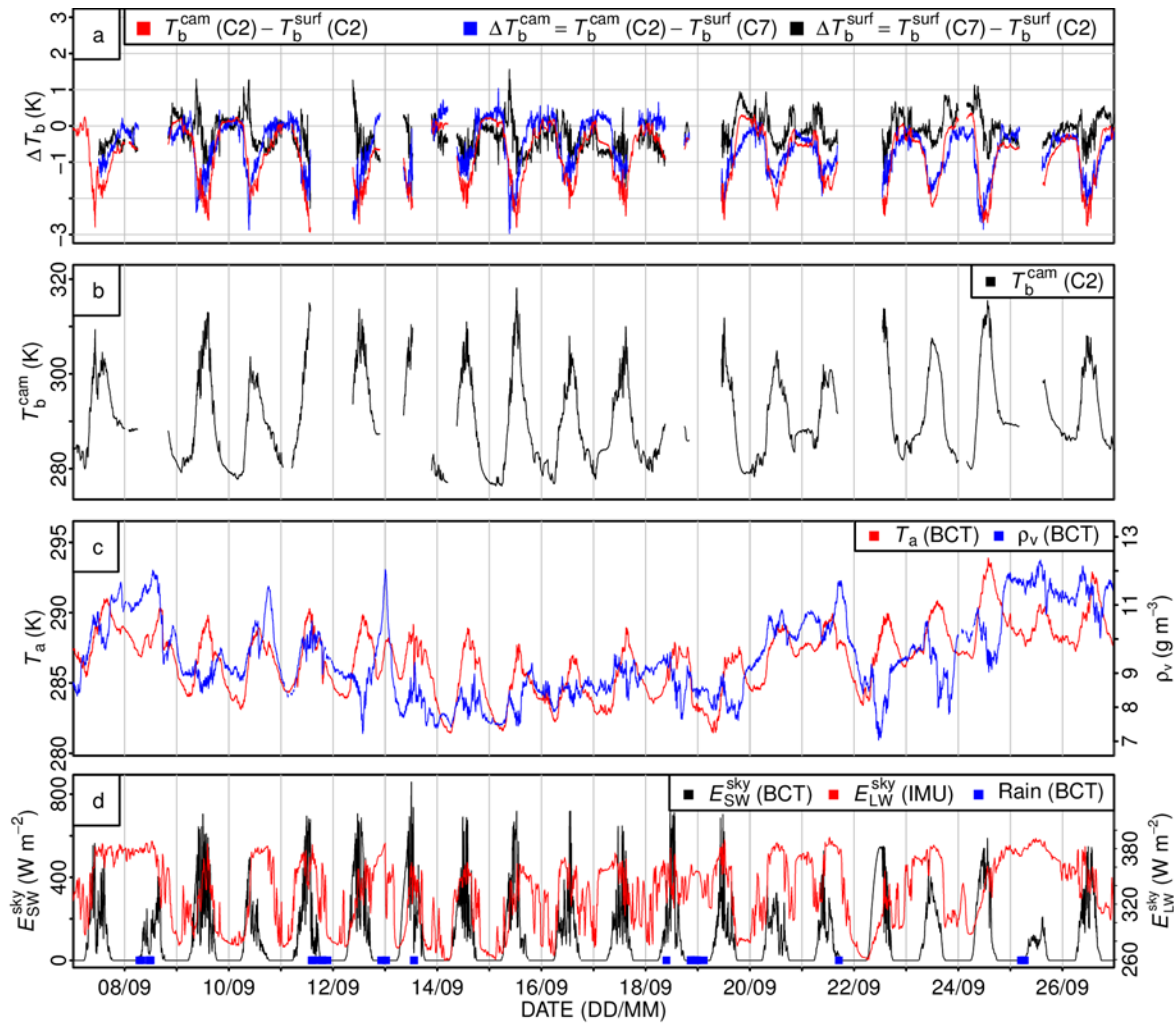 a
T_b^cam (C2) − T_b^surf (C2)
ΔT_b^cam = T_b^cam (C2) − T_b^surf (C7)
ΔT_b^surf = T_b^surf (C7) − T_b^surf (C2)
ΔT_b (K)
3
2
1
0
−1
−3
b
T_b^cam (C2)
T_b^cam (K)
320
300
280
c
T_a (BCT)
ρ_v (BCT)
T_a (K)
295
290
285
280
13
11
9
8
7
ρ_v (g m⁻³)
d
E_SW^sky (BCT)
E_LW^sky (IMU)
Rain (BCT)
E_SW^sky (W m⁻²)
800
400
0
380
320
260
E_LW^sky (W m⁻²)
08/09 10/09 12/09 14/09 16/09 18/09 20/09 22/09 24/09 26/09
DATE (DD/MM)